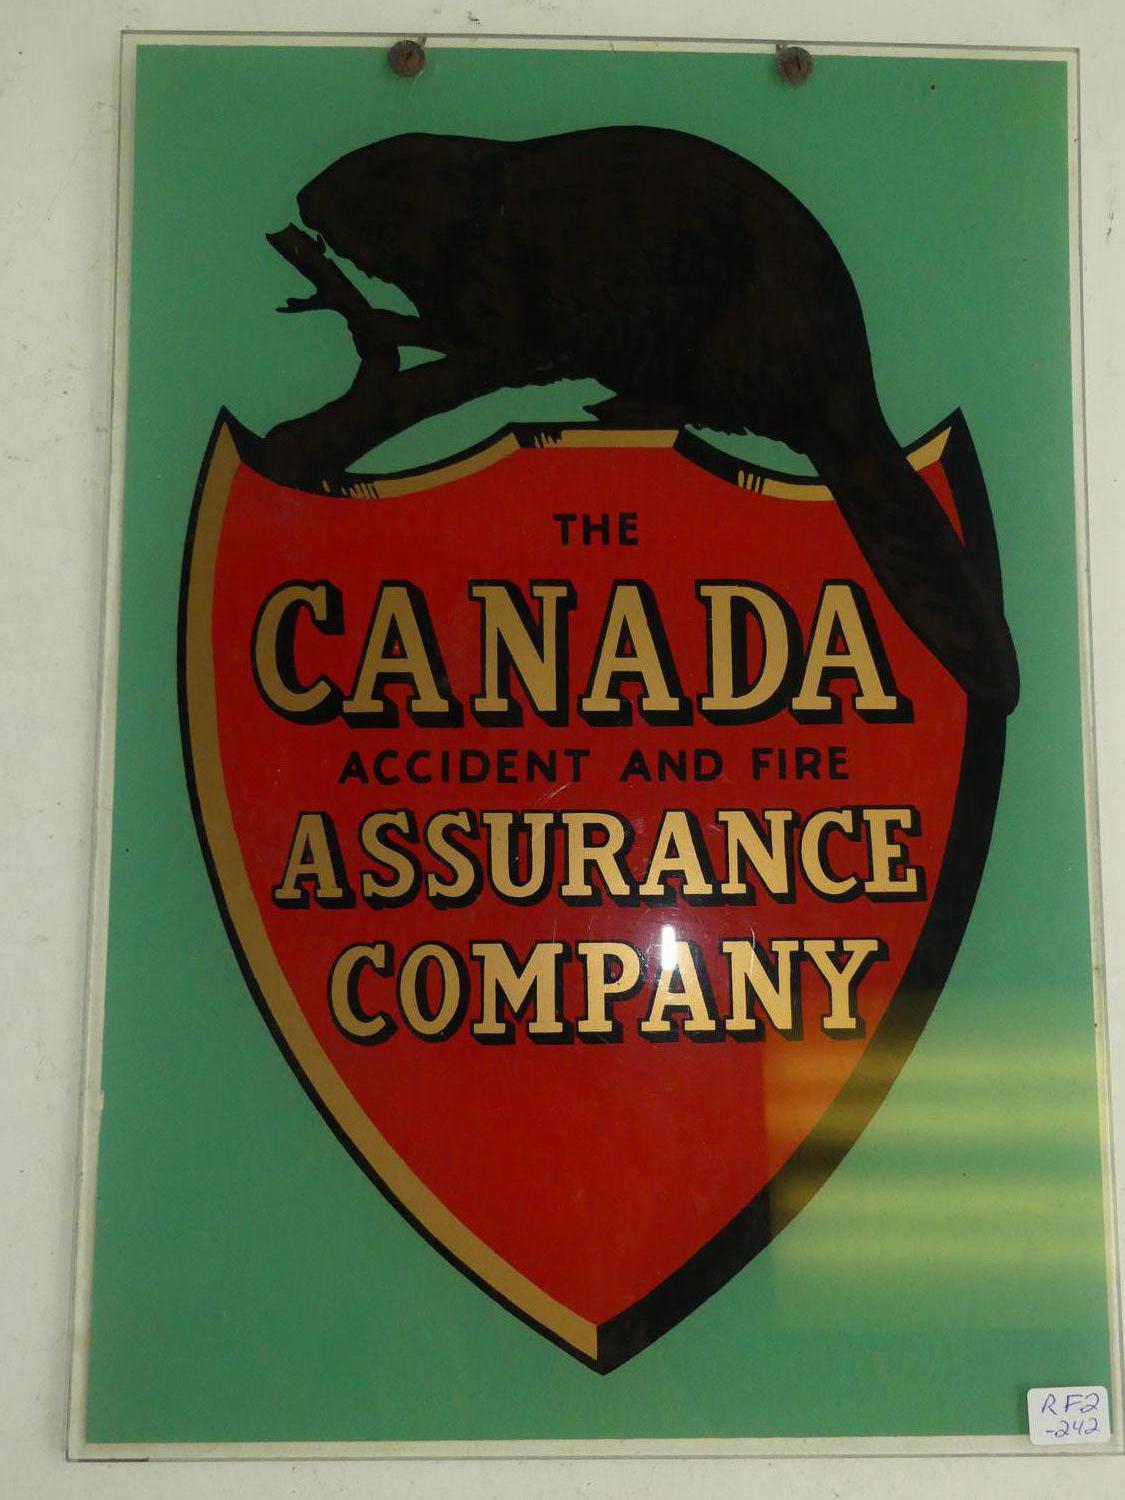 THE
CANADA
ACCIDENT AND FIRE
ASSURANCE
COMPANY
RF2
-242